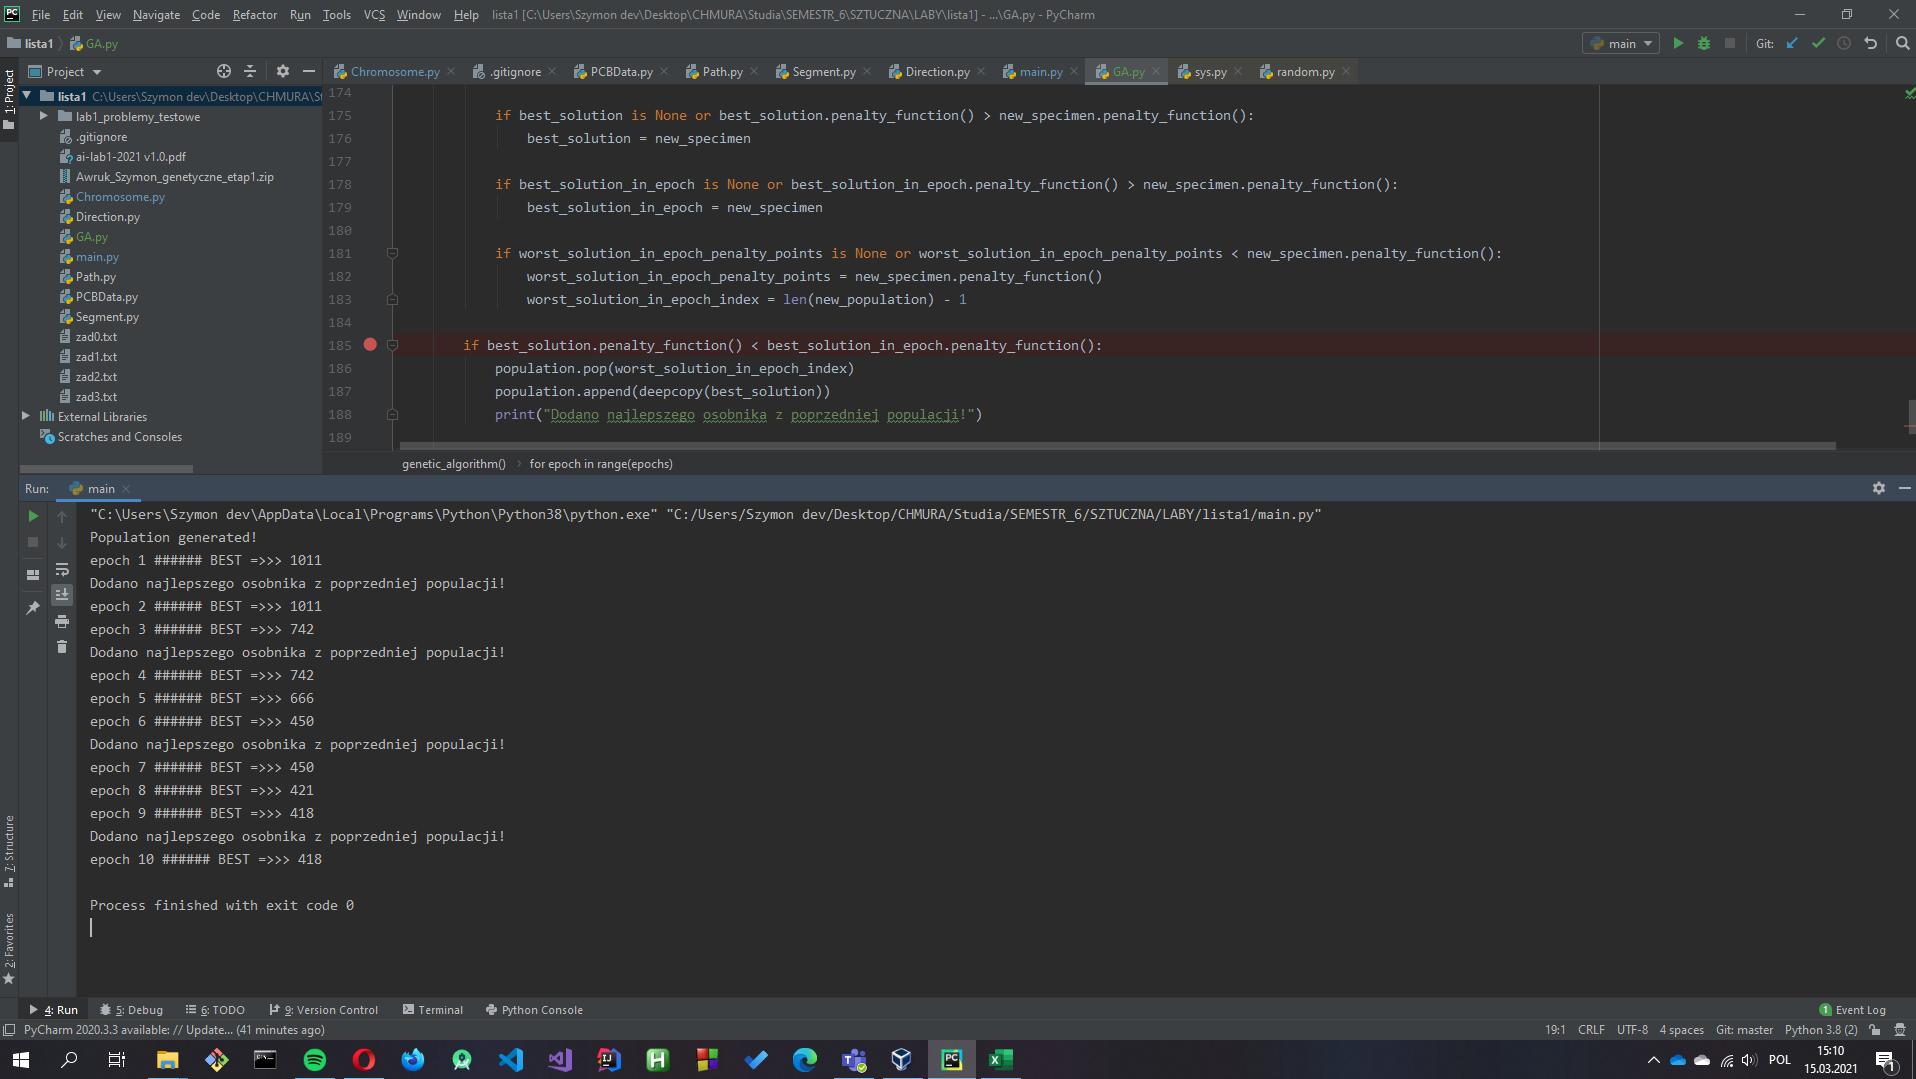 PC File Edit View Navigate Code Refactor Run Tools VCS Window Help lista1 [C:\Users\Szymon dev\Desktop\CHMURA\Studia\SEMESTR_6\SZTUCZNA\LABY\lista1] - ...\GA.py - PyCharm
lista1 GA.py main Git:
1: Project
Project
Chromosome.py .gitignore PCBData.py Path.py Segment.py Direction.py main.py GA.py sys.py random.py
lista1 C:\Users\Szymon dev\Desktop\CHMURA\St
lab1_problemy_testowe
.gitignore
ai-lab1-2021 v1.0.pdf
Awruk_Szymon_genetyczne_etap1.zip
Chromosome.py
Direction.py
GA.py
main.py
Path.py
PCBData.py
Segment.py
zad0.txt
zad1.txt
zad2.txt
zad3.txt
External Libraries
Scratches and Consoles
174
175 if best_solution is None or best_solution.penalty_function() > new_specimen.penalty_function():
176 best_solution = new_specimen
177
178 if best_solution_in_epoch is None or best_solution_in_epoch.penalty_function() > new_specimen.penalty_function():
179 best_solution_in_epoch = new_specimen
180
181 if worst_solution_in_epoch_penalty_points is None or worst_solution_in_epoch_penalty_points < new_specimen.penalty_function():
182 worst_solution_in_epoch_penalty_points = new_specimen.penalty_function()
183 worst_solution_in_epoch_index = len(new_population) - 1
184
185 if best_solution.penalty_function() < best_solution_in_epoch.penalty_function():
186 population.pop(worst_solution_in_epoch_index)
187 population.append(deepcopy(best_solution))
188 print("Dodano najlepszego osobnika z poprzedniej populacji!")
189
genetic_algorithm() › for epoch in range(epochs)
Run: main
"C:\Users\Szymon dev\AppData\Local\Programs\Python\Python38\python.exe" "C:/Users/Szymon dev/Desktop/CHMURA/Studia/SEMESTR_6/SZTUCZNA/LABY/lista1/main.py"
Population generated!
epoch 1 ###### BEST =>>> 1011
Dodano najlepszego osobnika z poprzedniej populacji!
epoch 2 ###### BEST =>>> 1011
epoch 3 ###### BEST =>>> 742
Dodano najlepszego osobnika z poprzedniej populacji!
epoch 4 ###### BEST =>>> 742
epoch 5 ###### BEST =>>> 666
epoch 6 ###### BEST =>>> 450
Dodano najlepszego osobnika z poprzedniej populacji!
epoch 7 ###### BEST =>>> 450
epoch 8 ###### BEST =>>> 421
epoch 9 ###### BEST =>>> 418
Dodano najlepszego osobnika z poprzedniej populacji!
epoch 10 ###### BEST =>>> 418
Process finished with exit code 0
7: Structure
2: Favorites
4: Run 5: Debug 6: TODO 9: Version Control Terminal Python Console 1 Event Log
PyCharm 2020.3.3 available: // Update... (41 minutes ago) 19:1 CRLF UTF-8 4 spaces Git: master Python 3.8 (2)
POL 15:10
15.03.2021 1